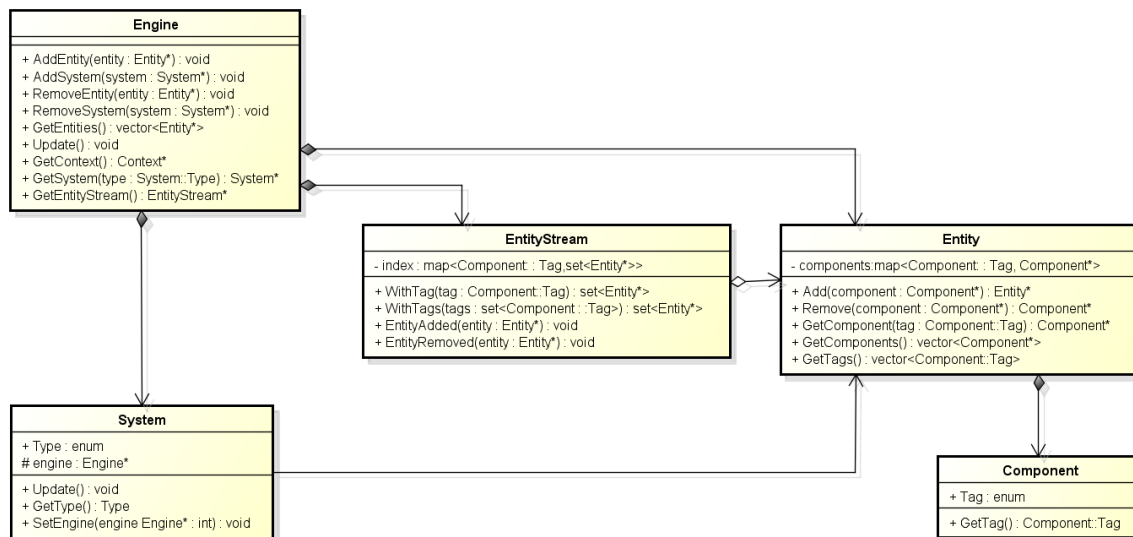 Engine
+ AddEntity(entity : Entity*) : void
+ AddSystem(system : System*) : void
+ RemoveEntity(entity : Entity*) : void
+ RemoveSystem(system : System*) : void
+ GetEntities() : vector<Entity*>
+ Update() : void
+ GetContext() : Context*
+ GetSystem(type : System::Type) : System*
+ GetEntityStream() : EntityStream*
EntityStream
- index : map<Component: : Tag,set<Entity*>>
+ WithTag(tag : Component::Tag) : set<Entity*>
+ WithTags(tags : set<Component : :Tag>) : set<Entity*>
+ EntityAdded(entity : Entity*) : void
+ EntityRemoved(entity : Entity*) : void
Entity
- components:map<Component: : Tag, Component*>
+ Add(component : Component*) : Entity*
+ Remove(component : Component*) : Component*
+ GetComponent(tag : Component::Tag) : Component*
+ GetComponents() : vector<Component*>
+ GetTags() : vector<Component::Tag>
System
+ Type : enum
# engine : Engine*
+ Update() : void
+ GetType() : Type
+ SetEngine(engine Engine* : int) : void
Component
+ Tag : enum
+ GetTag() : Component::Tag